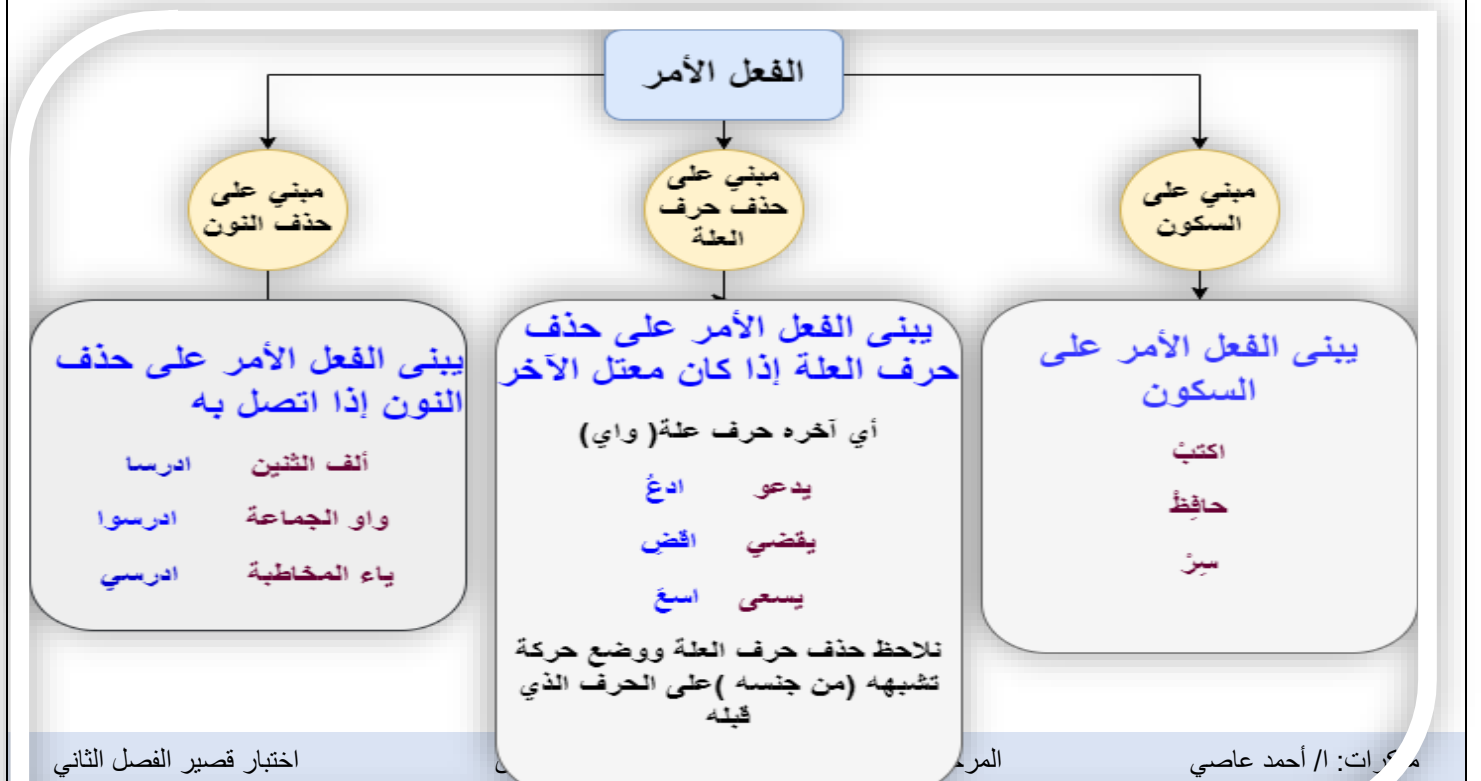 الفعل الأمر
مبني على
السكون
مبني على
حذف حرف
العلة
مبني على
حذف النون
يبنى الفعل الأمر على
السكون
اكتبْ
حافِظْ
سِرْ
يبنى الفعل الأمر على حذف
حرف العلة إذا كان معتل الآخر
أي آخره حرف علة( واي)
يدعو ادعُ
يقضي اقضِ
يسعى اسعَ
نلاحظ حذف حرف العلة ووضع حركة
تشبهه (من جنسه )على الحرف الذي
قبله
يبنى الفعل الأمر على حذف
النون إذا اتصل به
ألف الثنين ادرسا
واو الجماعة ادرسوا
ياء المخاطبة ادرسي
ا/ أحمد عاصي اختبار قصير الفصل الثاني